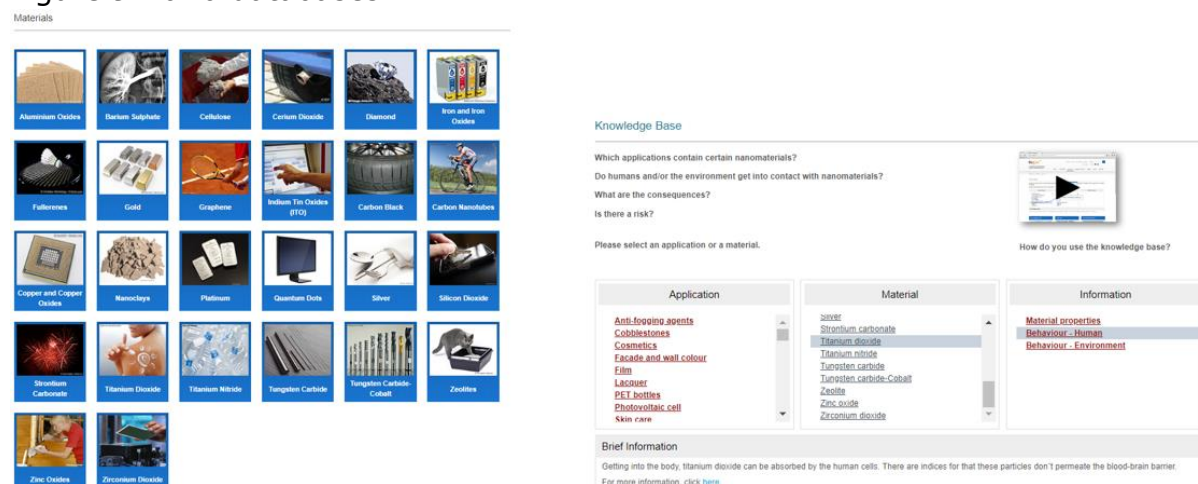 Materials
Aluminium Oxides
Barium Sulphate
Cellulose
Cerium Dioxide
Diamond
Iron and Iron
Oxides
Fullerenes
Gold
Graphene
Indium Tin Oxides
(ITO)
Carbon Black
Carbon Nanotubes
Copper and Copper
Oxides
Nanoclays
Platinum
Quantum Dots
Silver
Silicon Dioxide
Strontium
Carbonate
Titanium Dioxide
Titanium Nitride
Tungsten Carbide
Tungsten Carbide-
Cobalt
Zeolites
Zinc Oxides
Zirconium Dioxide
Knowledge Base
Which applications contain certain nanomaterials?
Do humans and/or the environment get into contact with nanomaterials?
What are the consequences?
Is there a risk?
Please select an application or a material.
How do you use the knowledge base?
Application
Anti-fogging agents
Cobblestones
Cosmetics
Facade and wall colour
Film
Lacquer
PET bottles
Photovoltaic cell
Skin care
Material
Silver
Strontium carbonate
Titanium dioxide
Titanium nitride
Tungsten carbide
Tungsten carbide-Cobalt
Zeolite
Zinc oxide
Zirconium dioxide
Information
Material properties
Behaviour - Human
Behaviour - Environment
Brief Information
Getting into the body, titanium dioxide can be absorbed by the human cells. There are indices for that these particles don't permeate the blood-brain barrier.
For more information, click here